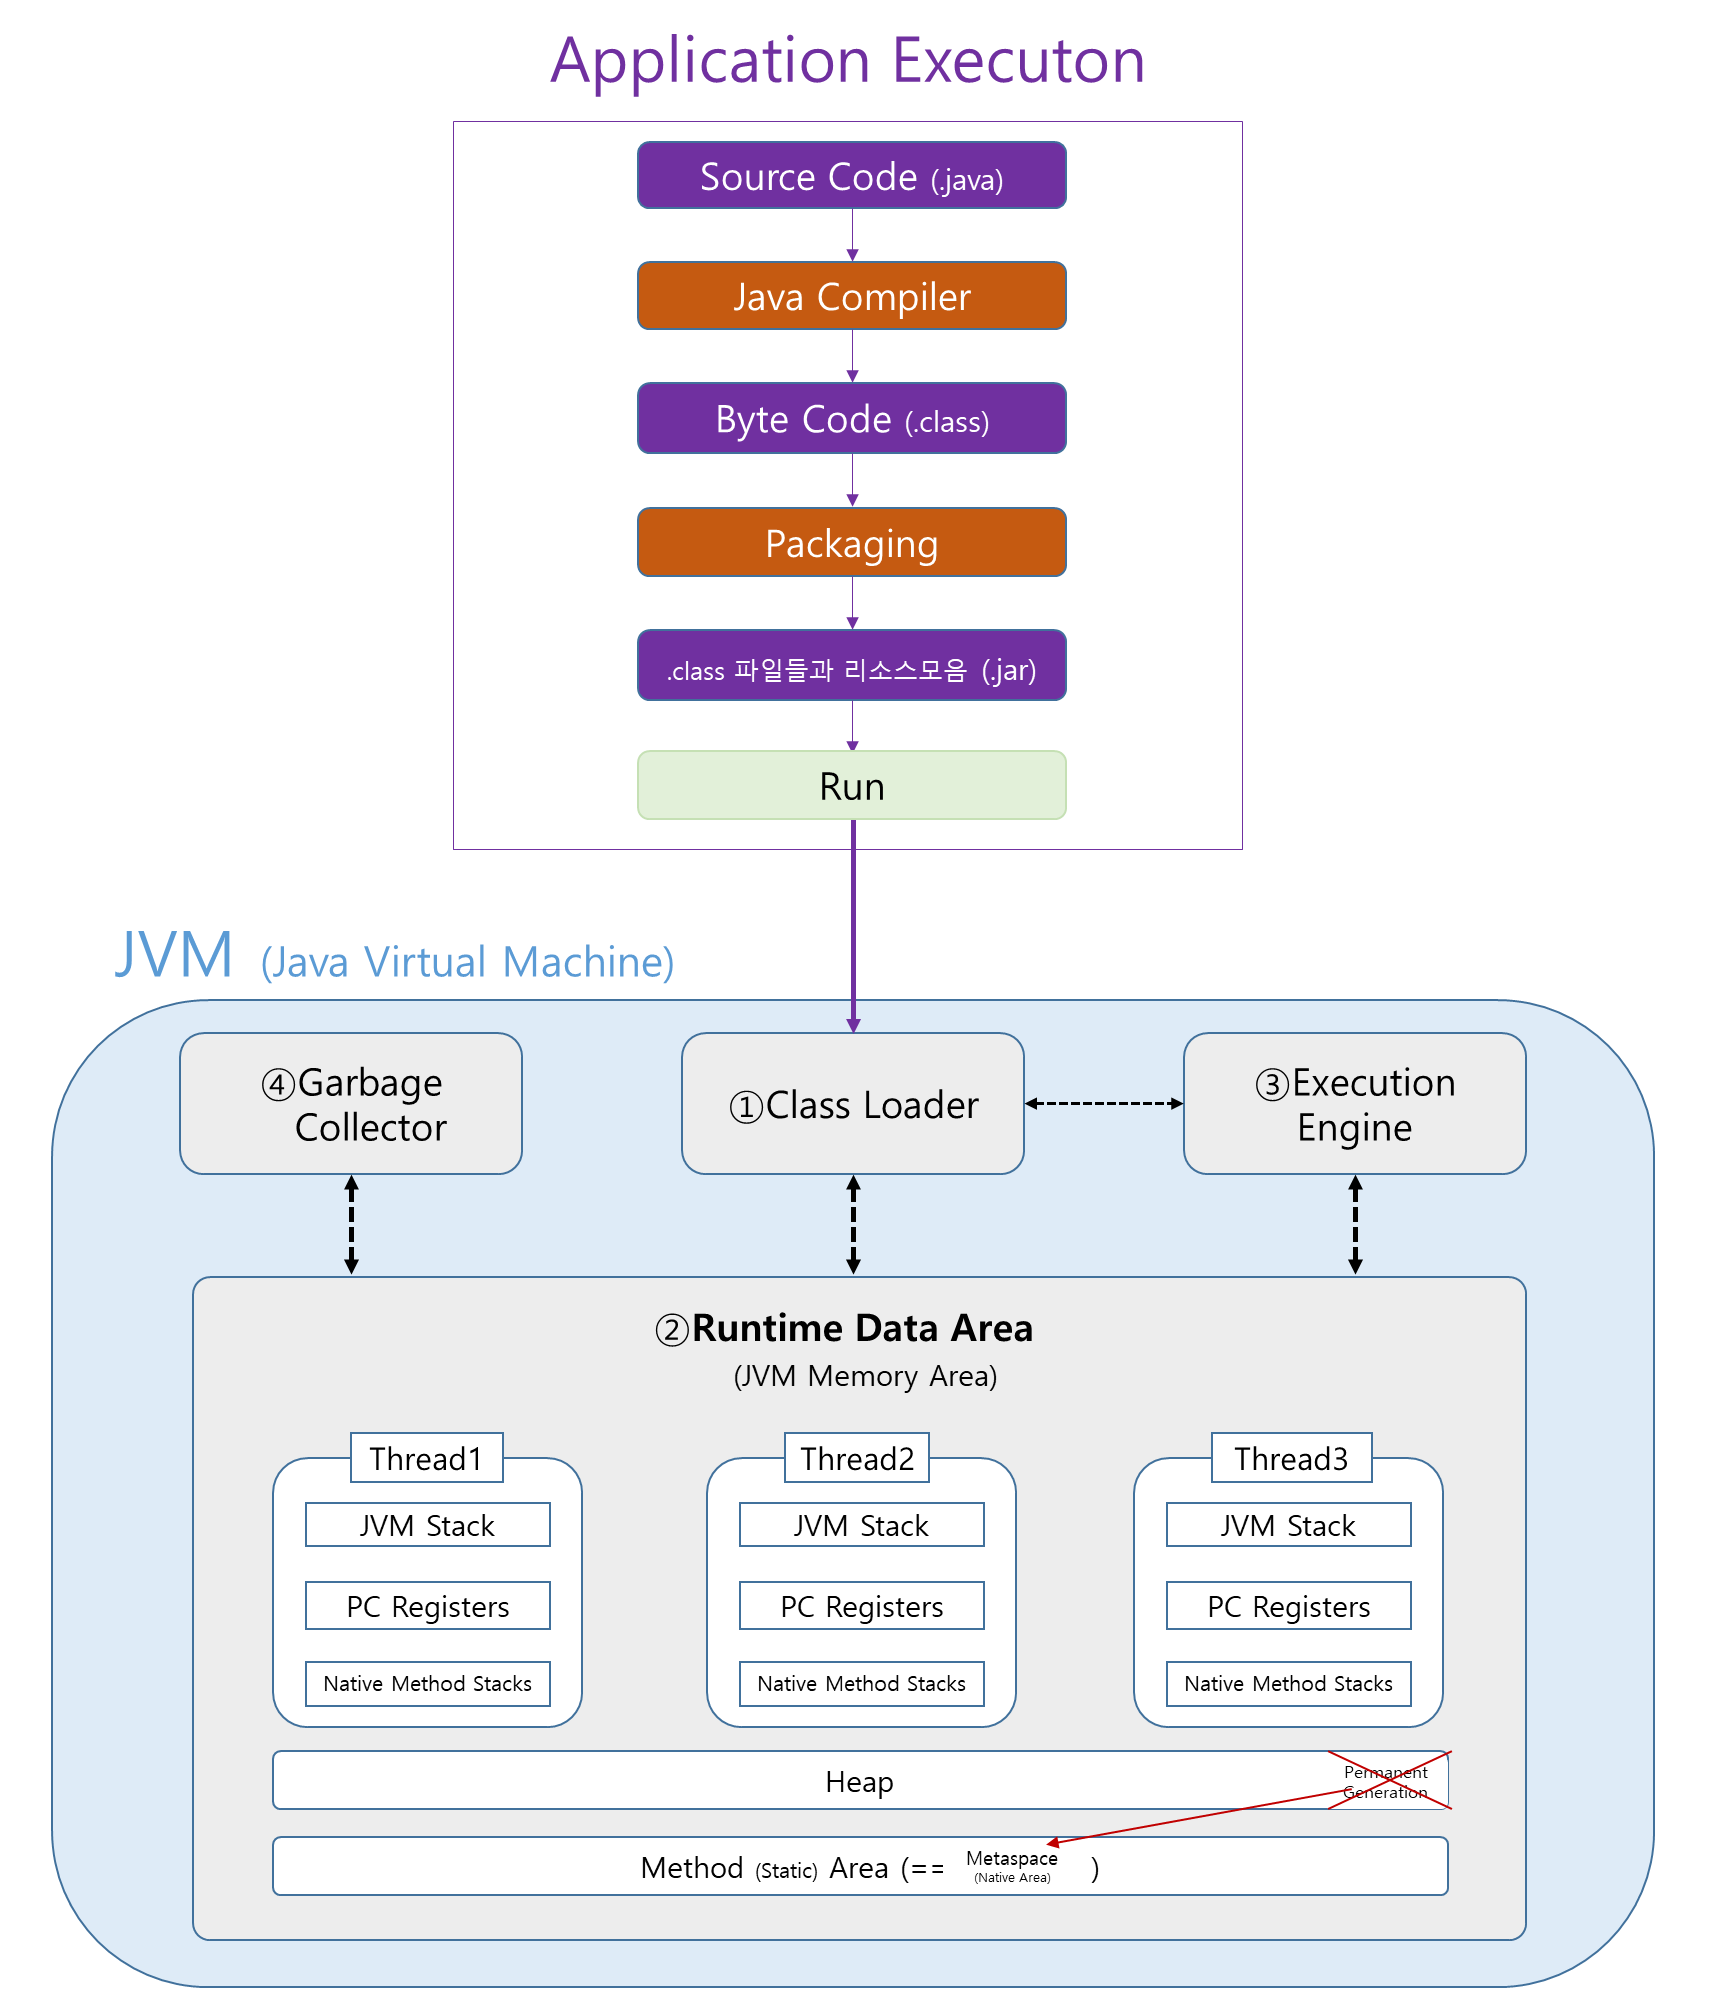 Application Executon
Source Code (.java)
Java Compiler
Byte Code (.class)
Packaging
.class 파일들과 리소스모음 (.jar)
Run
JVM (Java Virtual Machine)
④Garbage
Collector
①Class Loader
③Execution
Engine
②Runtime Data Area
(JVM Memory Area)
Thread1
JVM Stack
PC Registers
Native Method Stacks
Thread2
JVM Stack
PC Registers
Native Method Stacks
Thread3
JVM Stack
PC Registers
Native Method Stacks
Heap
Permanent
Generation
Method (Static) Area (== Metaspace )
(Native Area)